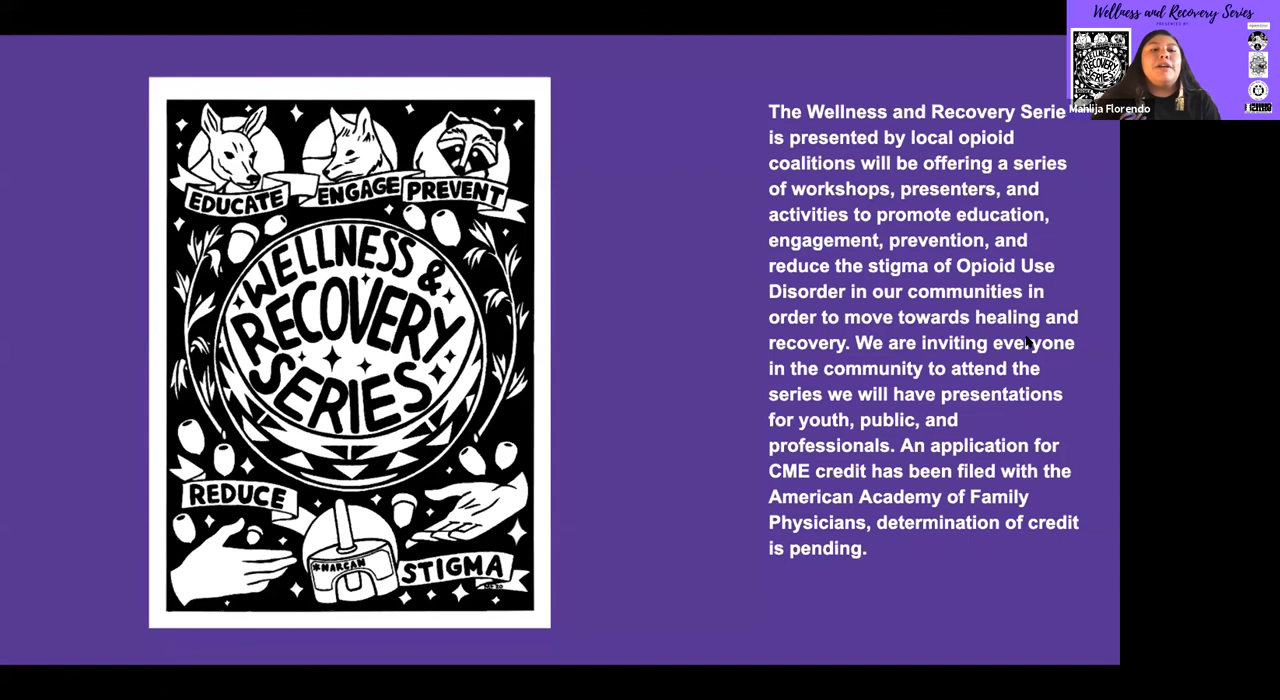 EDUCATE
ENGAGE
PREVENT
WELLNESS &
RECOVERY
SERIES
REDUCE
*NARCAN
STIGMA
The Wellness and Recovery Serie
is presented by local opioid
coalitions will be offering a series
of workshops, presenters, and
activities to promote education,
engagement, prevention, and
reduce the stigma of Opioid Use
Disorder in our communities in
order to move towards healing and
recovery. We are inviting everyone
in the community to attend the
series we will have presentations
for youth, public, and
professionals. An application for
CME credit has been filed with the
American Academy of Family
Physicians, determination of credit
is pending.
Wellness and Recovery Series
PRESENTED BY:
WELLNESS &
RECOVERY
SERIES
Mahlija Florendo